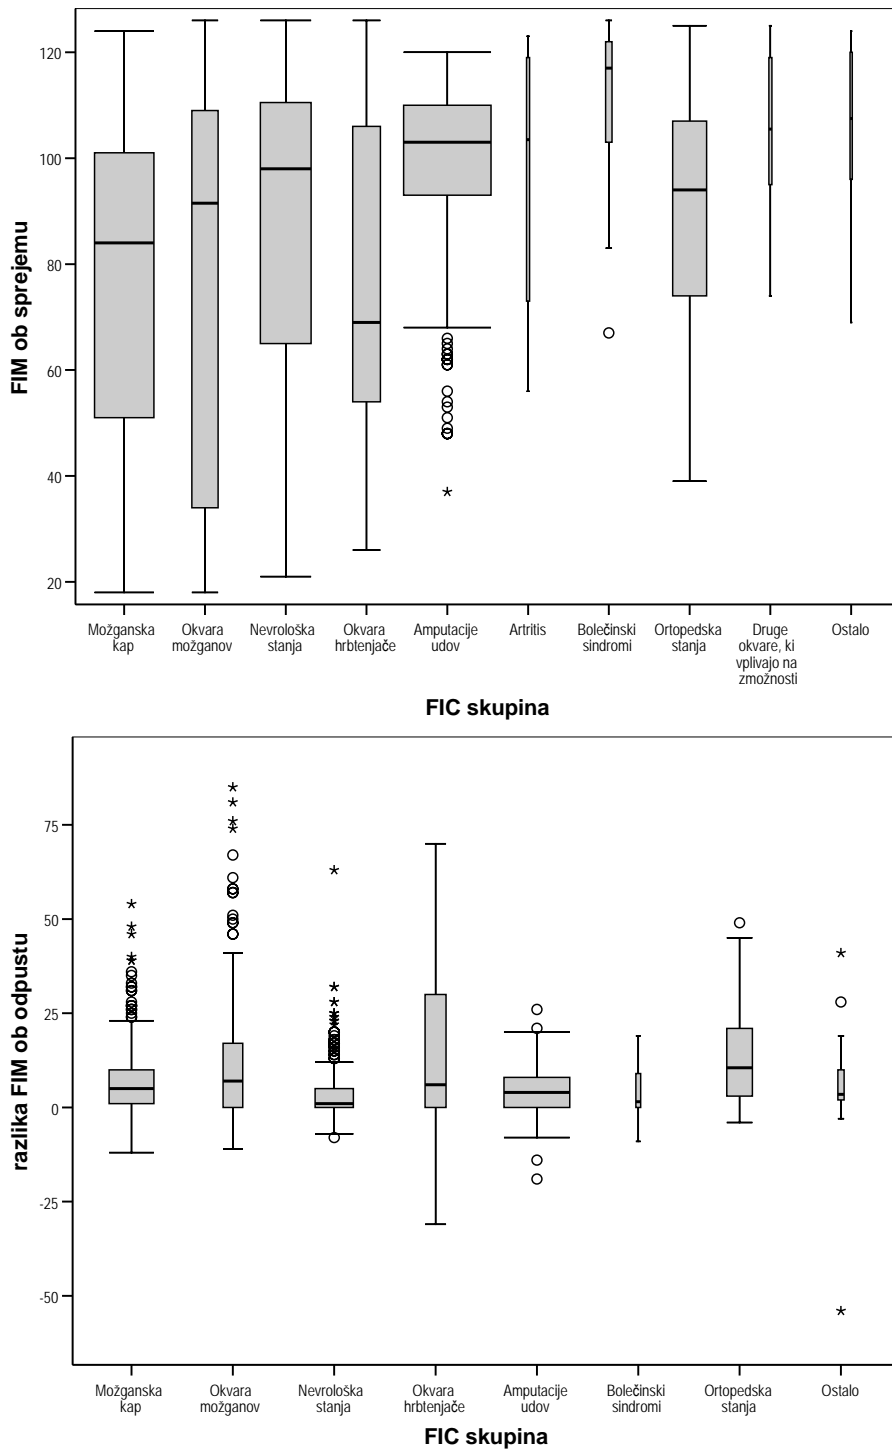 FIM ob sprejemu
120
100
80
60
40
20
Možganska
kap
Okvara
možganov
Nevrološka
stanja
Okvara
hrbtenjače
Amputacije
udov
Artritis
Bolečinski
sindromi
Ortopedska
stanja
Druge
okvare, ki
vplivajo na
zmožnosti
Ostalo
FIC skupina
razlika FIM ob odpustu
75
50
25
0
-25
-50
Možganska
kap
Okvara
možganov
Nevrološka
stanja
Okvara
hrbtenjače
Amputacije
udov
Bolečinski
sindromi
Ortopedska
stanja
Ostalo
FIC skupina